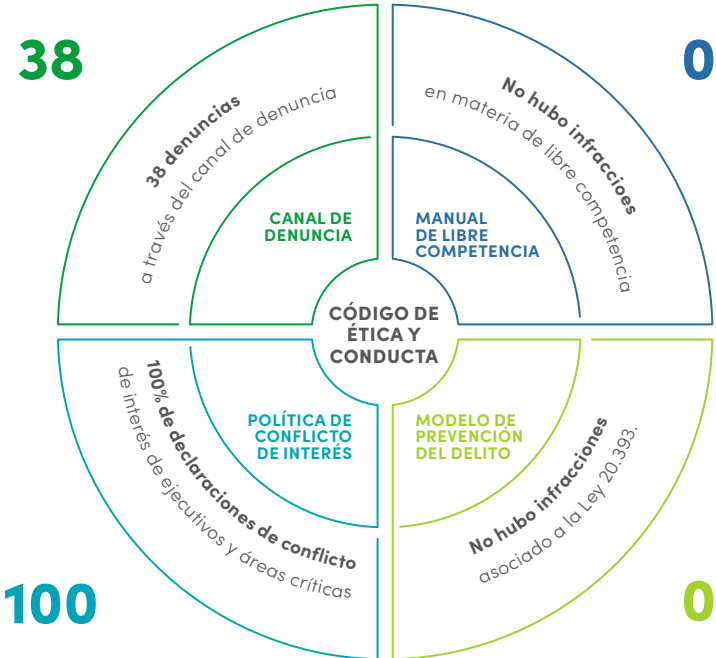 38
38 denuncias
a través del canal de denuncia
CANAL DE
DENUNCIA
0
No hubo infraccioes
en materia de libre competencia
MANUAL
DE LIBRE
COMPETENCIA
CÓDIGO DE
ÉTICA Y
CONDUCTA
100% de declaraciones de conflicto
de interés de ejecutivos y áreas críticas
POLÍTICA DE
CONFLICTO
DE INTERÉS
100
MODELO DE
PREVENCIÓN
DEL DELITO
No hubo infracciones
asociado a la Ley 20.393.
0